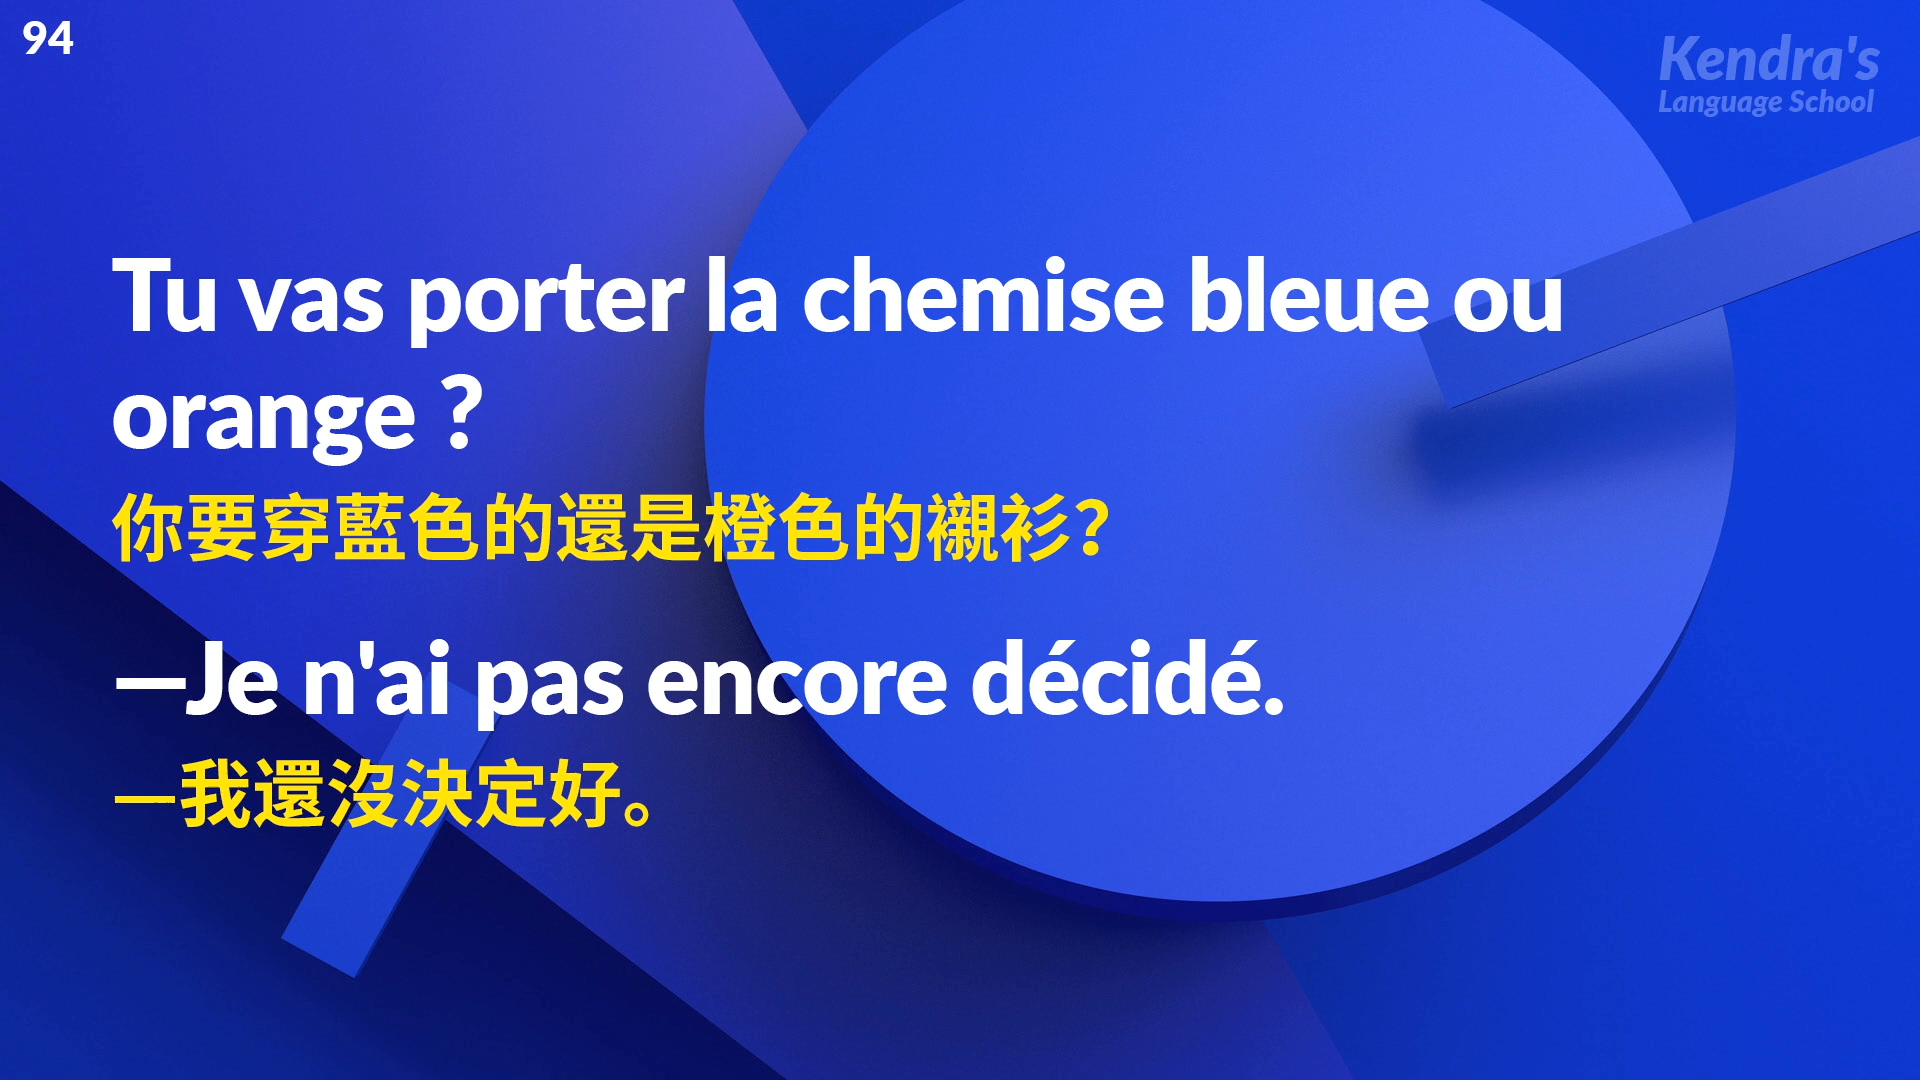 94
Kendra's
Language School
Tu vas porter la chemise bleue ou
orange ?
你要穿藍色的還是橙色的襯衫?
—Je n'ai pas encore décidé.
—我還沒決定好。